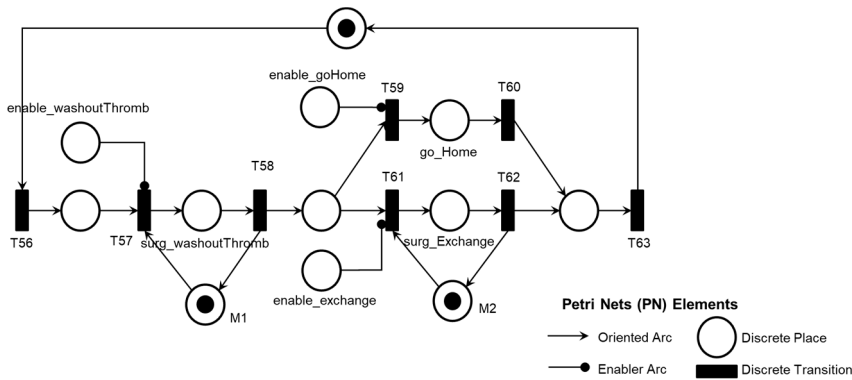 enable_goHome
T59
T60
enable_washoutThromb
go_Home
T58
T61
T62
T56
T57
surg_washoutThromb
surg_Exchange
T63
enable_exchange
M1
M2
Petri Nets (PN) Elements
Oriented Arc
Discrete Place
Enabler Arc
Discrete Transition